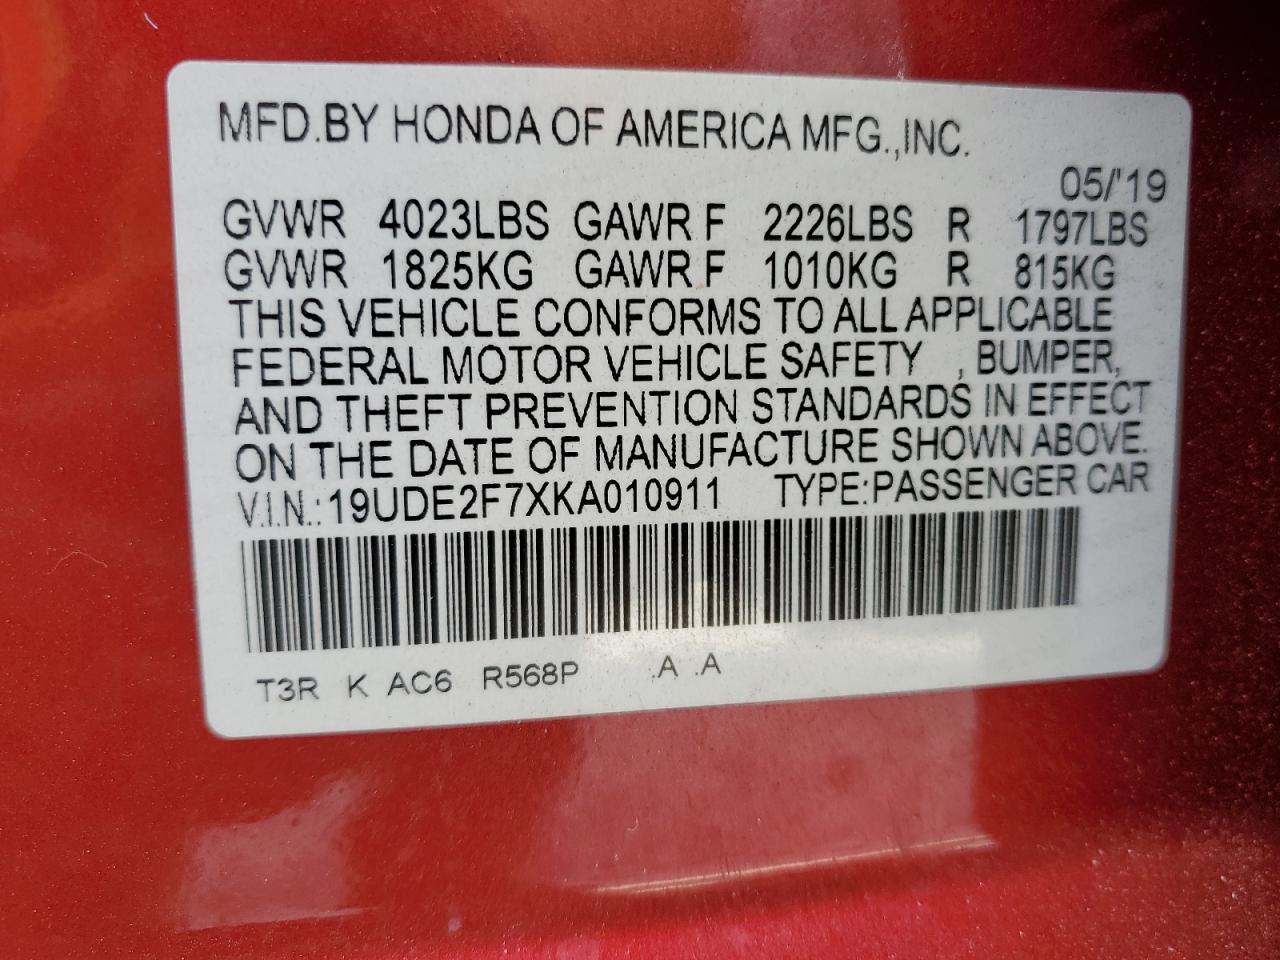 MFD.BY HONDA OF AMERICA MFG.,INC.
05/'19
GVWR 4023LBS GAWR F 2226LBS R 1797LBS
GVWR 1825KG GAWR F 1010KG R 815KG
THIS VEHICLE CONFORMS TO ALL APPLICABLE
FEDERAL MOTOR VEHICLE SAFETY , BUMPER,
AND THEFT PREVENTION STANDARDS IN EFFECT
ON THE DATE OF MANUFACTURE SHOWN ABOVE.
V.I.N.: 19UDE2F7XKA010911 TYPE:PASSENGER CAR
T3R K AC6 R568P .A .A